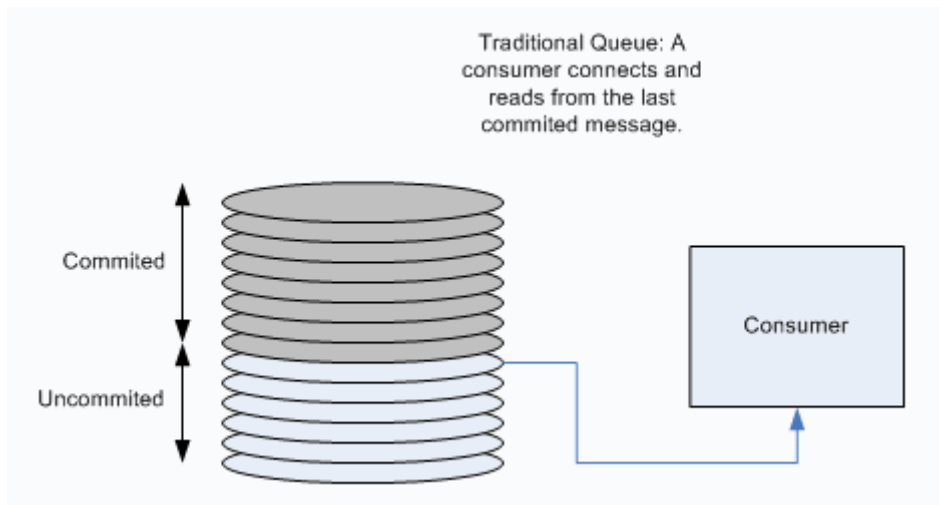 Traditional Queue: A
consumer connects and
reads from the last
commited message.
Commited
Consumer
Uncommited